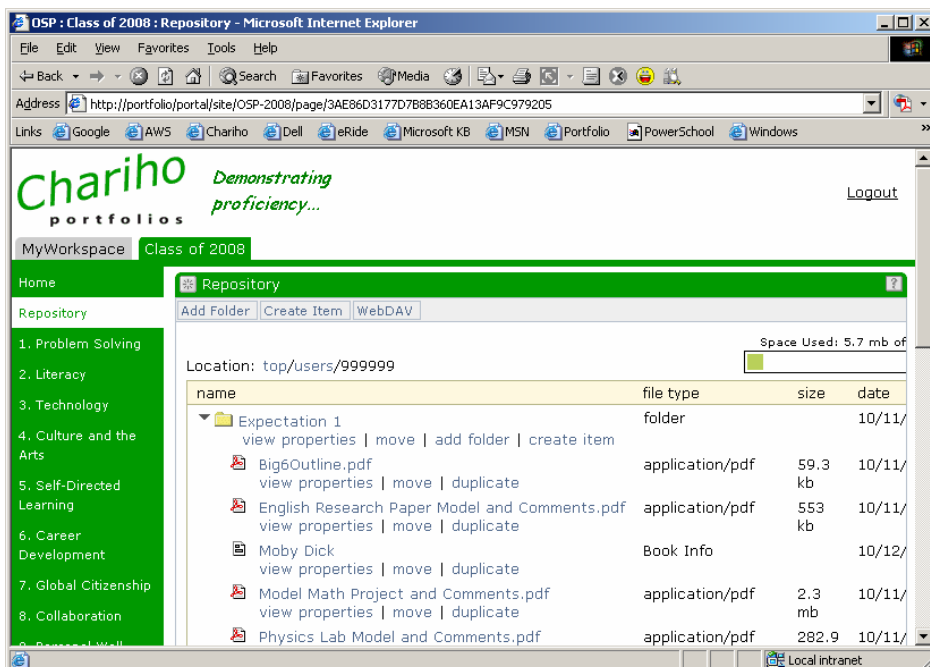 OSP : Class of 2008 : Repository - Microsoft Internet Explorer
File Edit View Favorites Tools Help
Back Search Favorites Media
Address http://portfolio/portal/site/OSP-2008/page/3AE86D3177D7B8B360EA13AF9C979205
Links Google AWS Chariho Dell eRide Microsoft KB MSN Portfolio PowerSchool Windows »
Chariho
portfolios
Demonstrating
proficiency...
Logout
MyWorkspace Class of 2008
Home
Repository
1. Problem Solving
2. Literacy
3. Technology
4. Culture and the
Arts
5. Self-Directed
Learning
6. Career
Development
7. Global Citizenship
8. Collaboration
Repository ?
Add Folder Create Item WebDAV
Space Used: 5.7 mb of
Location: top/users/999999
name file type size date
Expectation 1 folder 10/11/
view properties | move | add folder | create item
Big6Outline.pdf application/pdf 59.3 kb 10/11/
view properties | move | duplicate
English Research Paper Model and Comments.pdf application/pdf 553 kb 10/11/
view properties | move | duplicate
Moby Dick Book Info 10/12/
view properties | move | duplicate
Model Math Project and Comments.pdf application/pdf 2.3 mb 10/11/
view properties | move | duplicate
Physics Lab Model and Comments.pdf application/pdf 282.9 10/11/
Local intranet